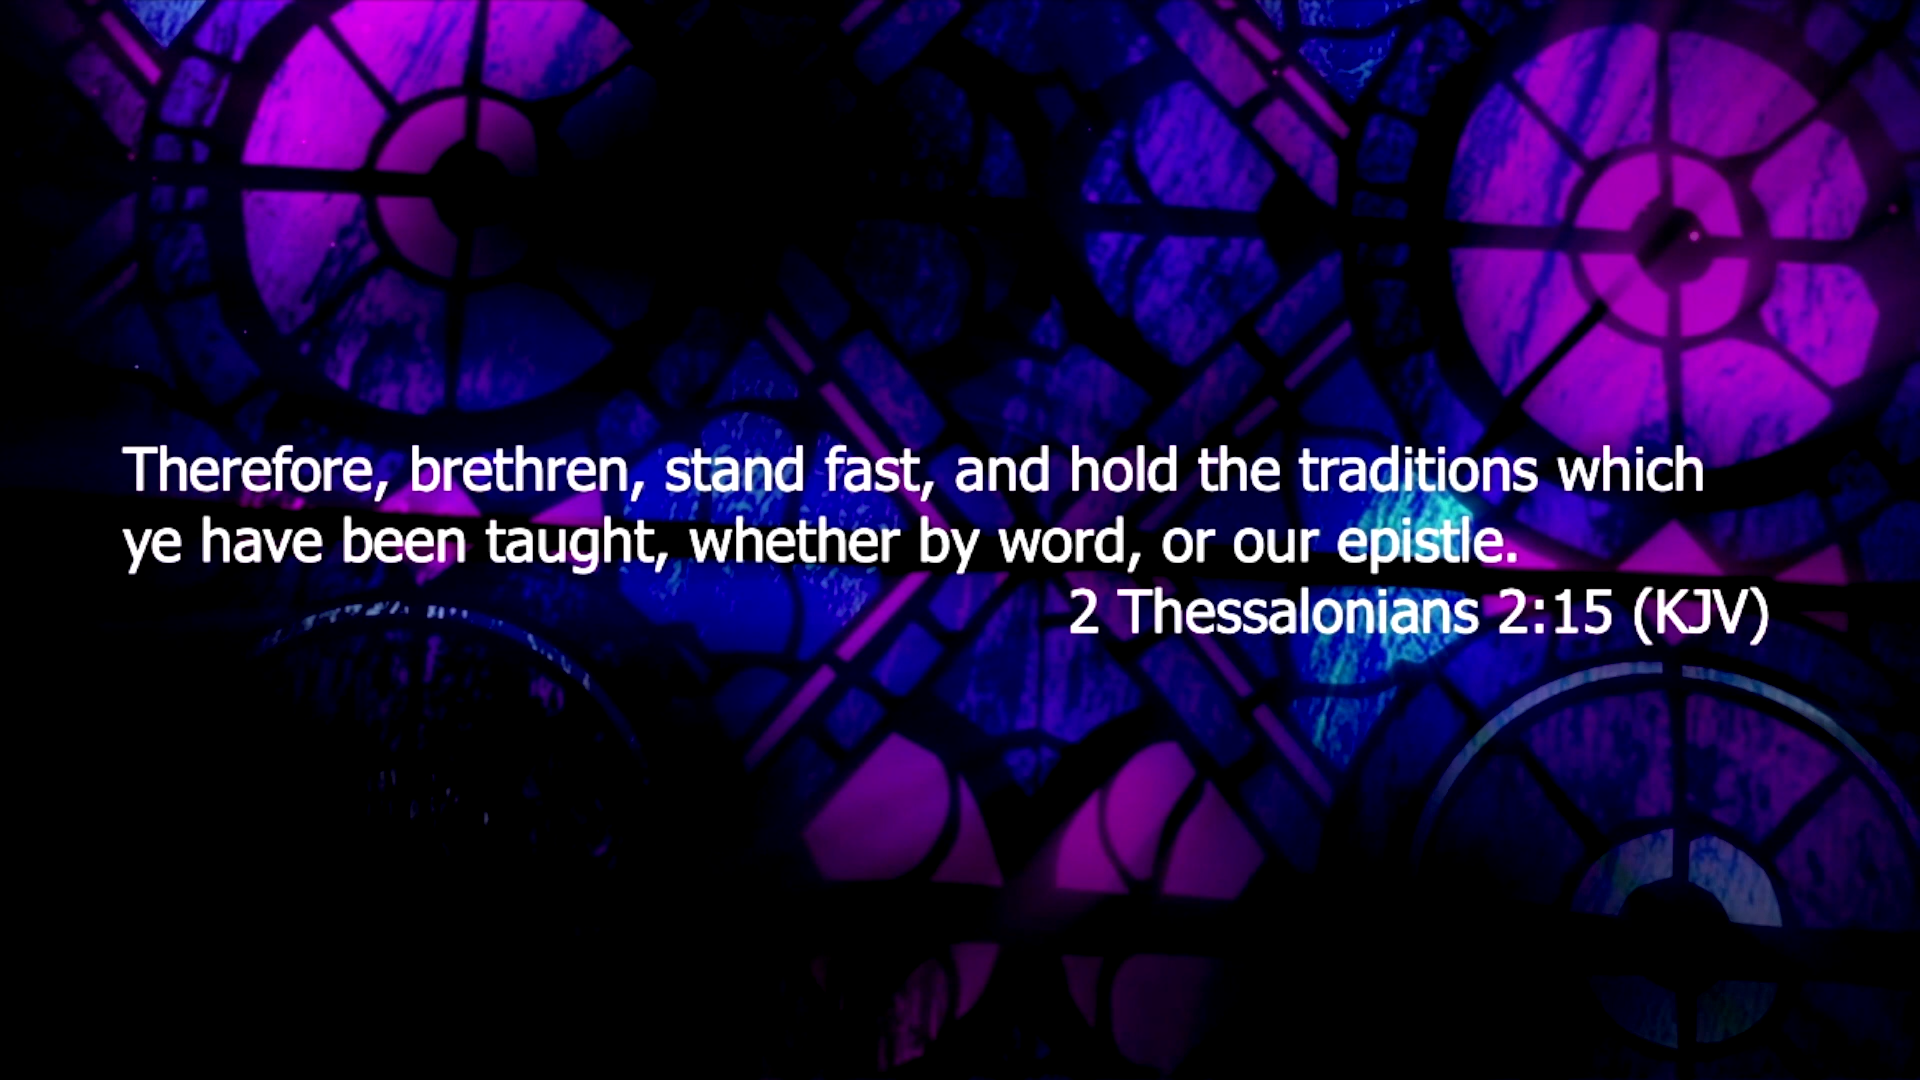 Therefore, brethren, stand fast, and hold the traditions which
ye have been taught, whether by word, or our epistle.
2 Thessalonians 2:15 (KJV)